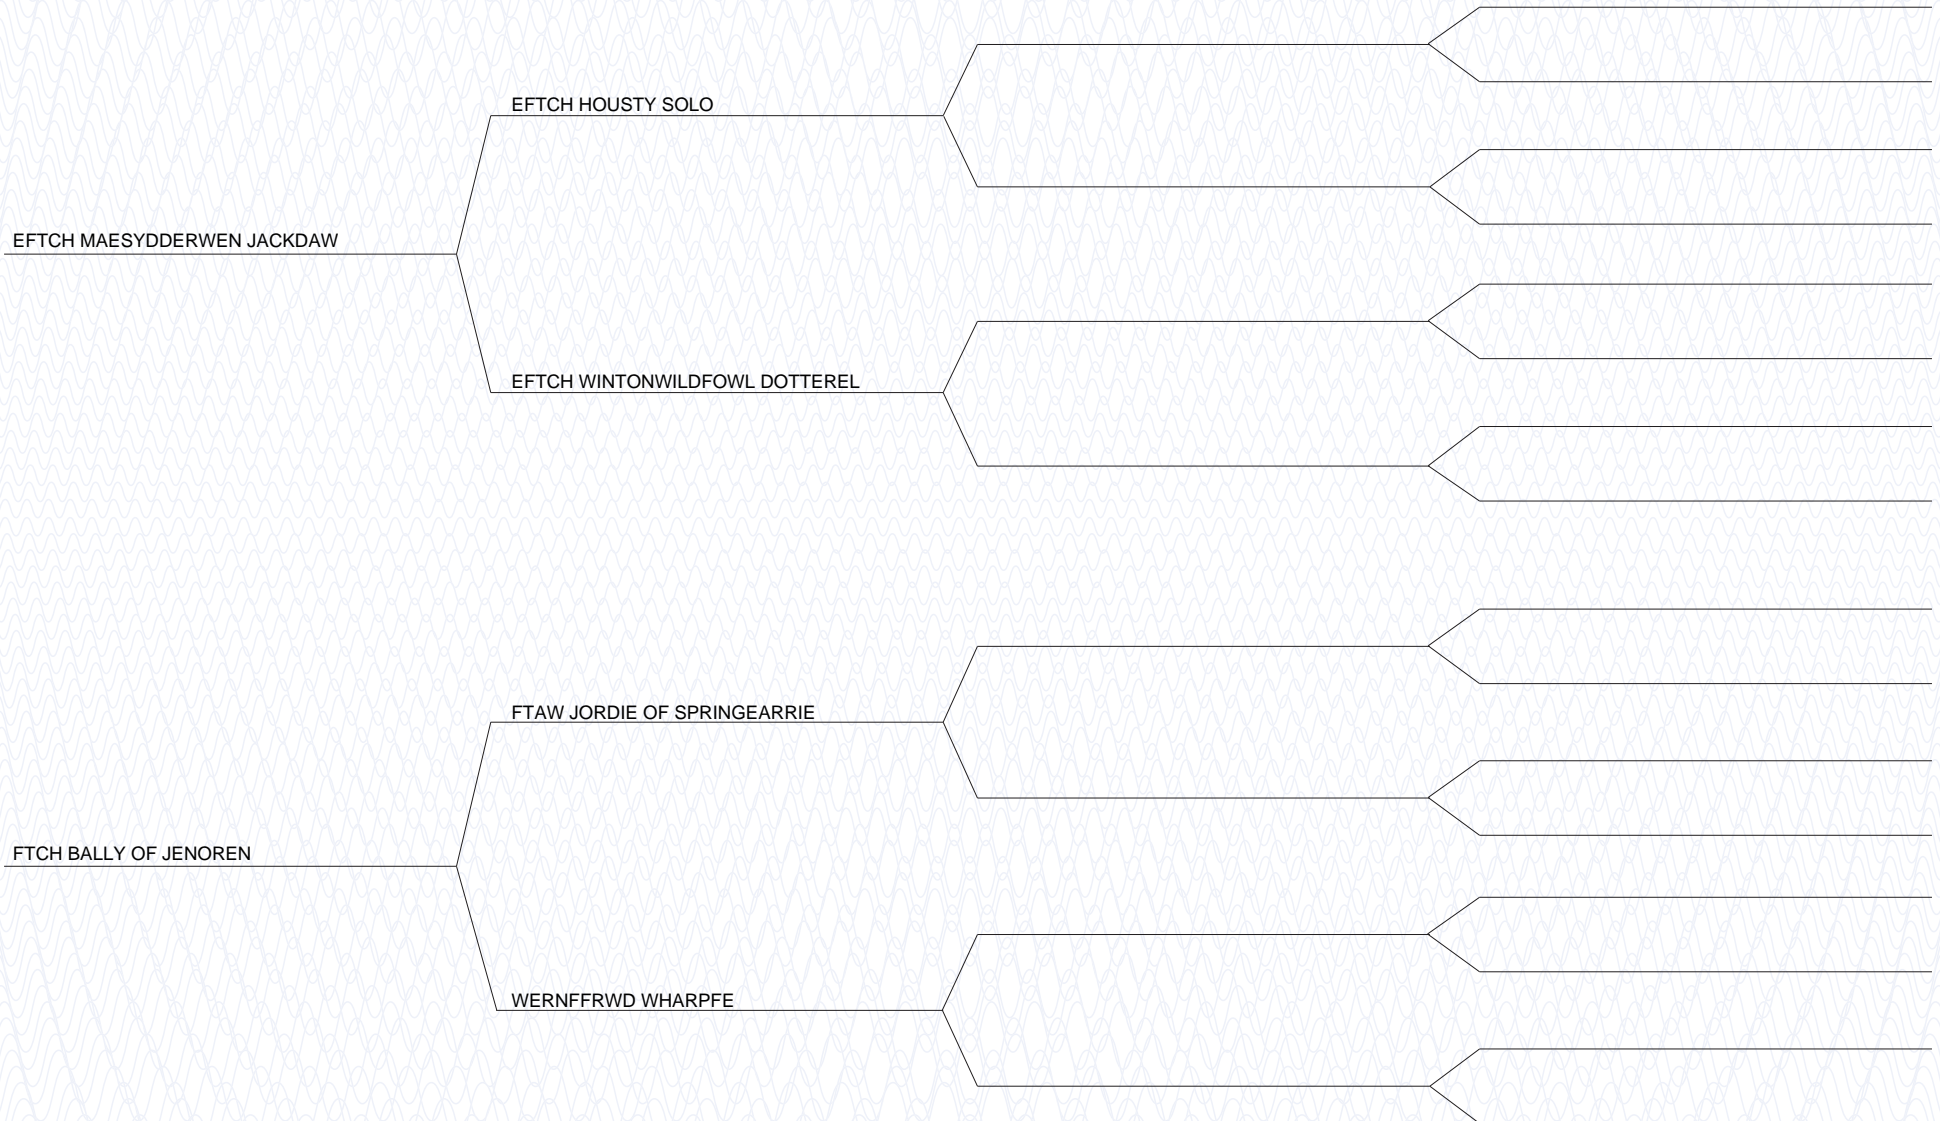 EFTCH HOUSTY SOLO
EFTCH MAESYDDERWEN JACKDAW
EFTCH WINTONWILDFOWL DOTTEREL
FTAW JORDIE OF SPRINGEARRIE
FTCH BALLY OF JENOREN
WERNFFRWD WHARPFE